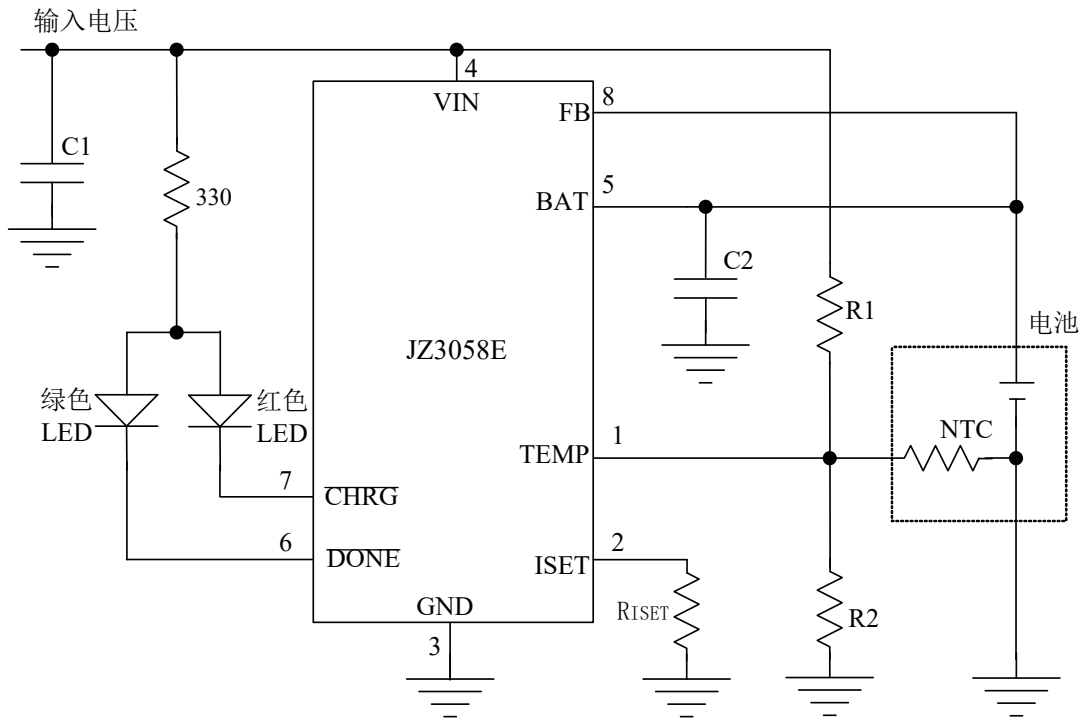 输入电压
4
VIN
8
FB
C1
330
5
BAT
C2
R1
JZ3058E
电池
绿色
LED
红色
LED
1
TEMP
NTC
7
CHRG
6
DONE
2
ISET
RISET
R2
GND
3